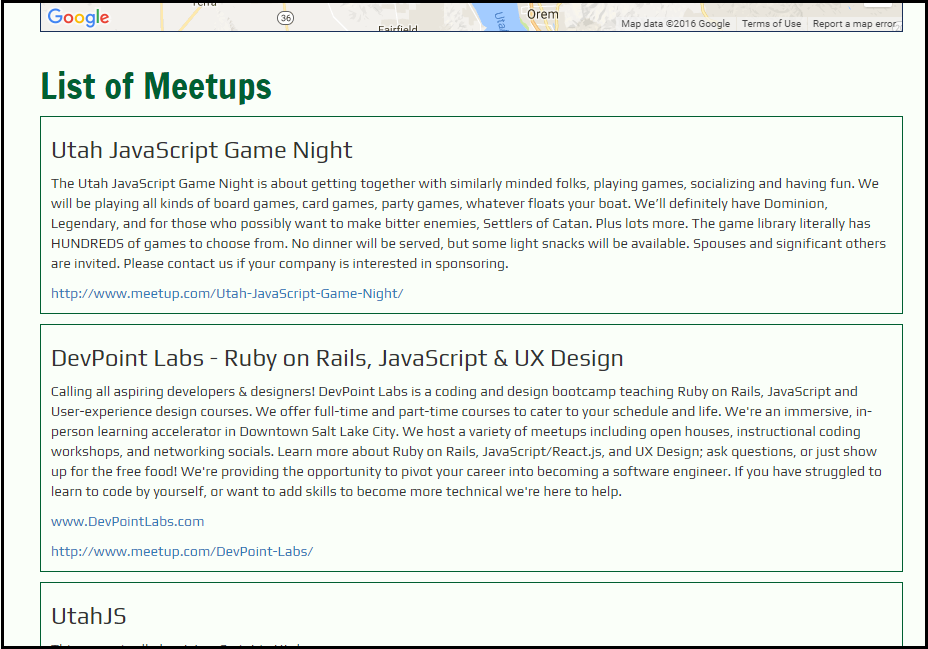 Google
36
Fairfield
Orem
Utah
Map data ©2016 Google
Terms of Use
Report a map error
List of Meetups
Utah JavaScript Game Night
The Utah JavaScript Game Night is about getting together with similarly minded folks, playing games, socializing and having fun. We
will be playing all kinds of board games, card games, party games, whatever floats your boat. We'll definitely have Dominion,
Legendary, and for those who possibly want to make bitter enemies, Settlers of Catan. Plus lots more. The game library literally has
HUNDREDS of games to choose from. No dinner will be served, but some light snacks will be available. Spouses and significant others
are invited. Please contact us if your company is interested in sponsoring.
http://www.meetup.com/Utah-JavaScript-Game-Night/
DevPoint Labs - Ruby on Rails, JavaScript & UX Design
Calling all aspiring developers & designers! DevPoint Labs is a coding and design bootcamp teaching Ruby on Rails, JavaScript and
User-experience design courses. We offer full-time and part-time courses to cater to your schedule and life. We're an immersive, in-
person learning accelerator in Downtown Salt Lake City. We host a variety of meetups including open houses, instructional coding
workshops, and networking socials. Learn more about Ruby on Rails, JavaScript/React.js, and UX Design; ask questions, or just show
up for the free food! We're providing the opportunity to pivot your career into becoming a software engineer. If you have struggled to
learn to code by yourself, or want to add skills to become more technical we're here to help.
www.DevPointLabs.com
http://www.meetup.com/DevPoint-Labs/
UtahJS